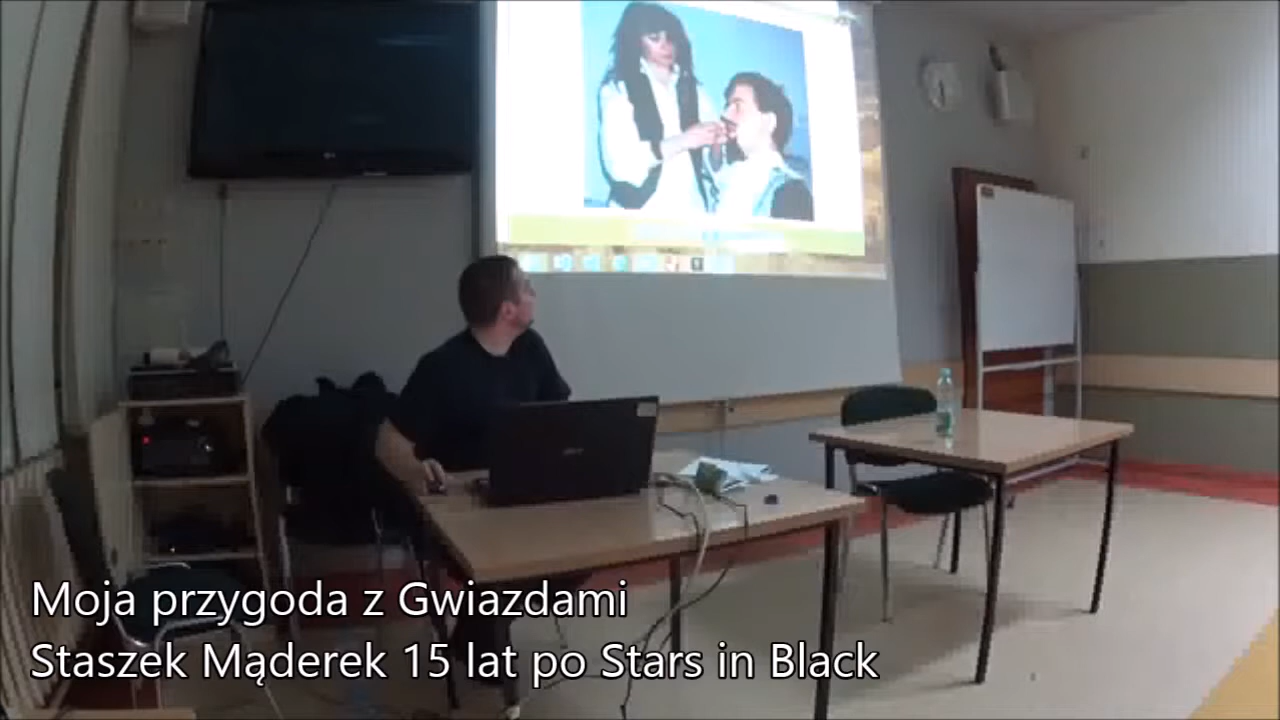 Moja przygoda z Gwiazdami
Staszek Mąderek 15 lat po Stars in Black